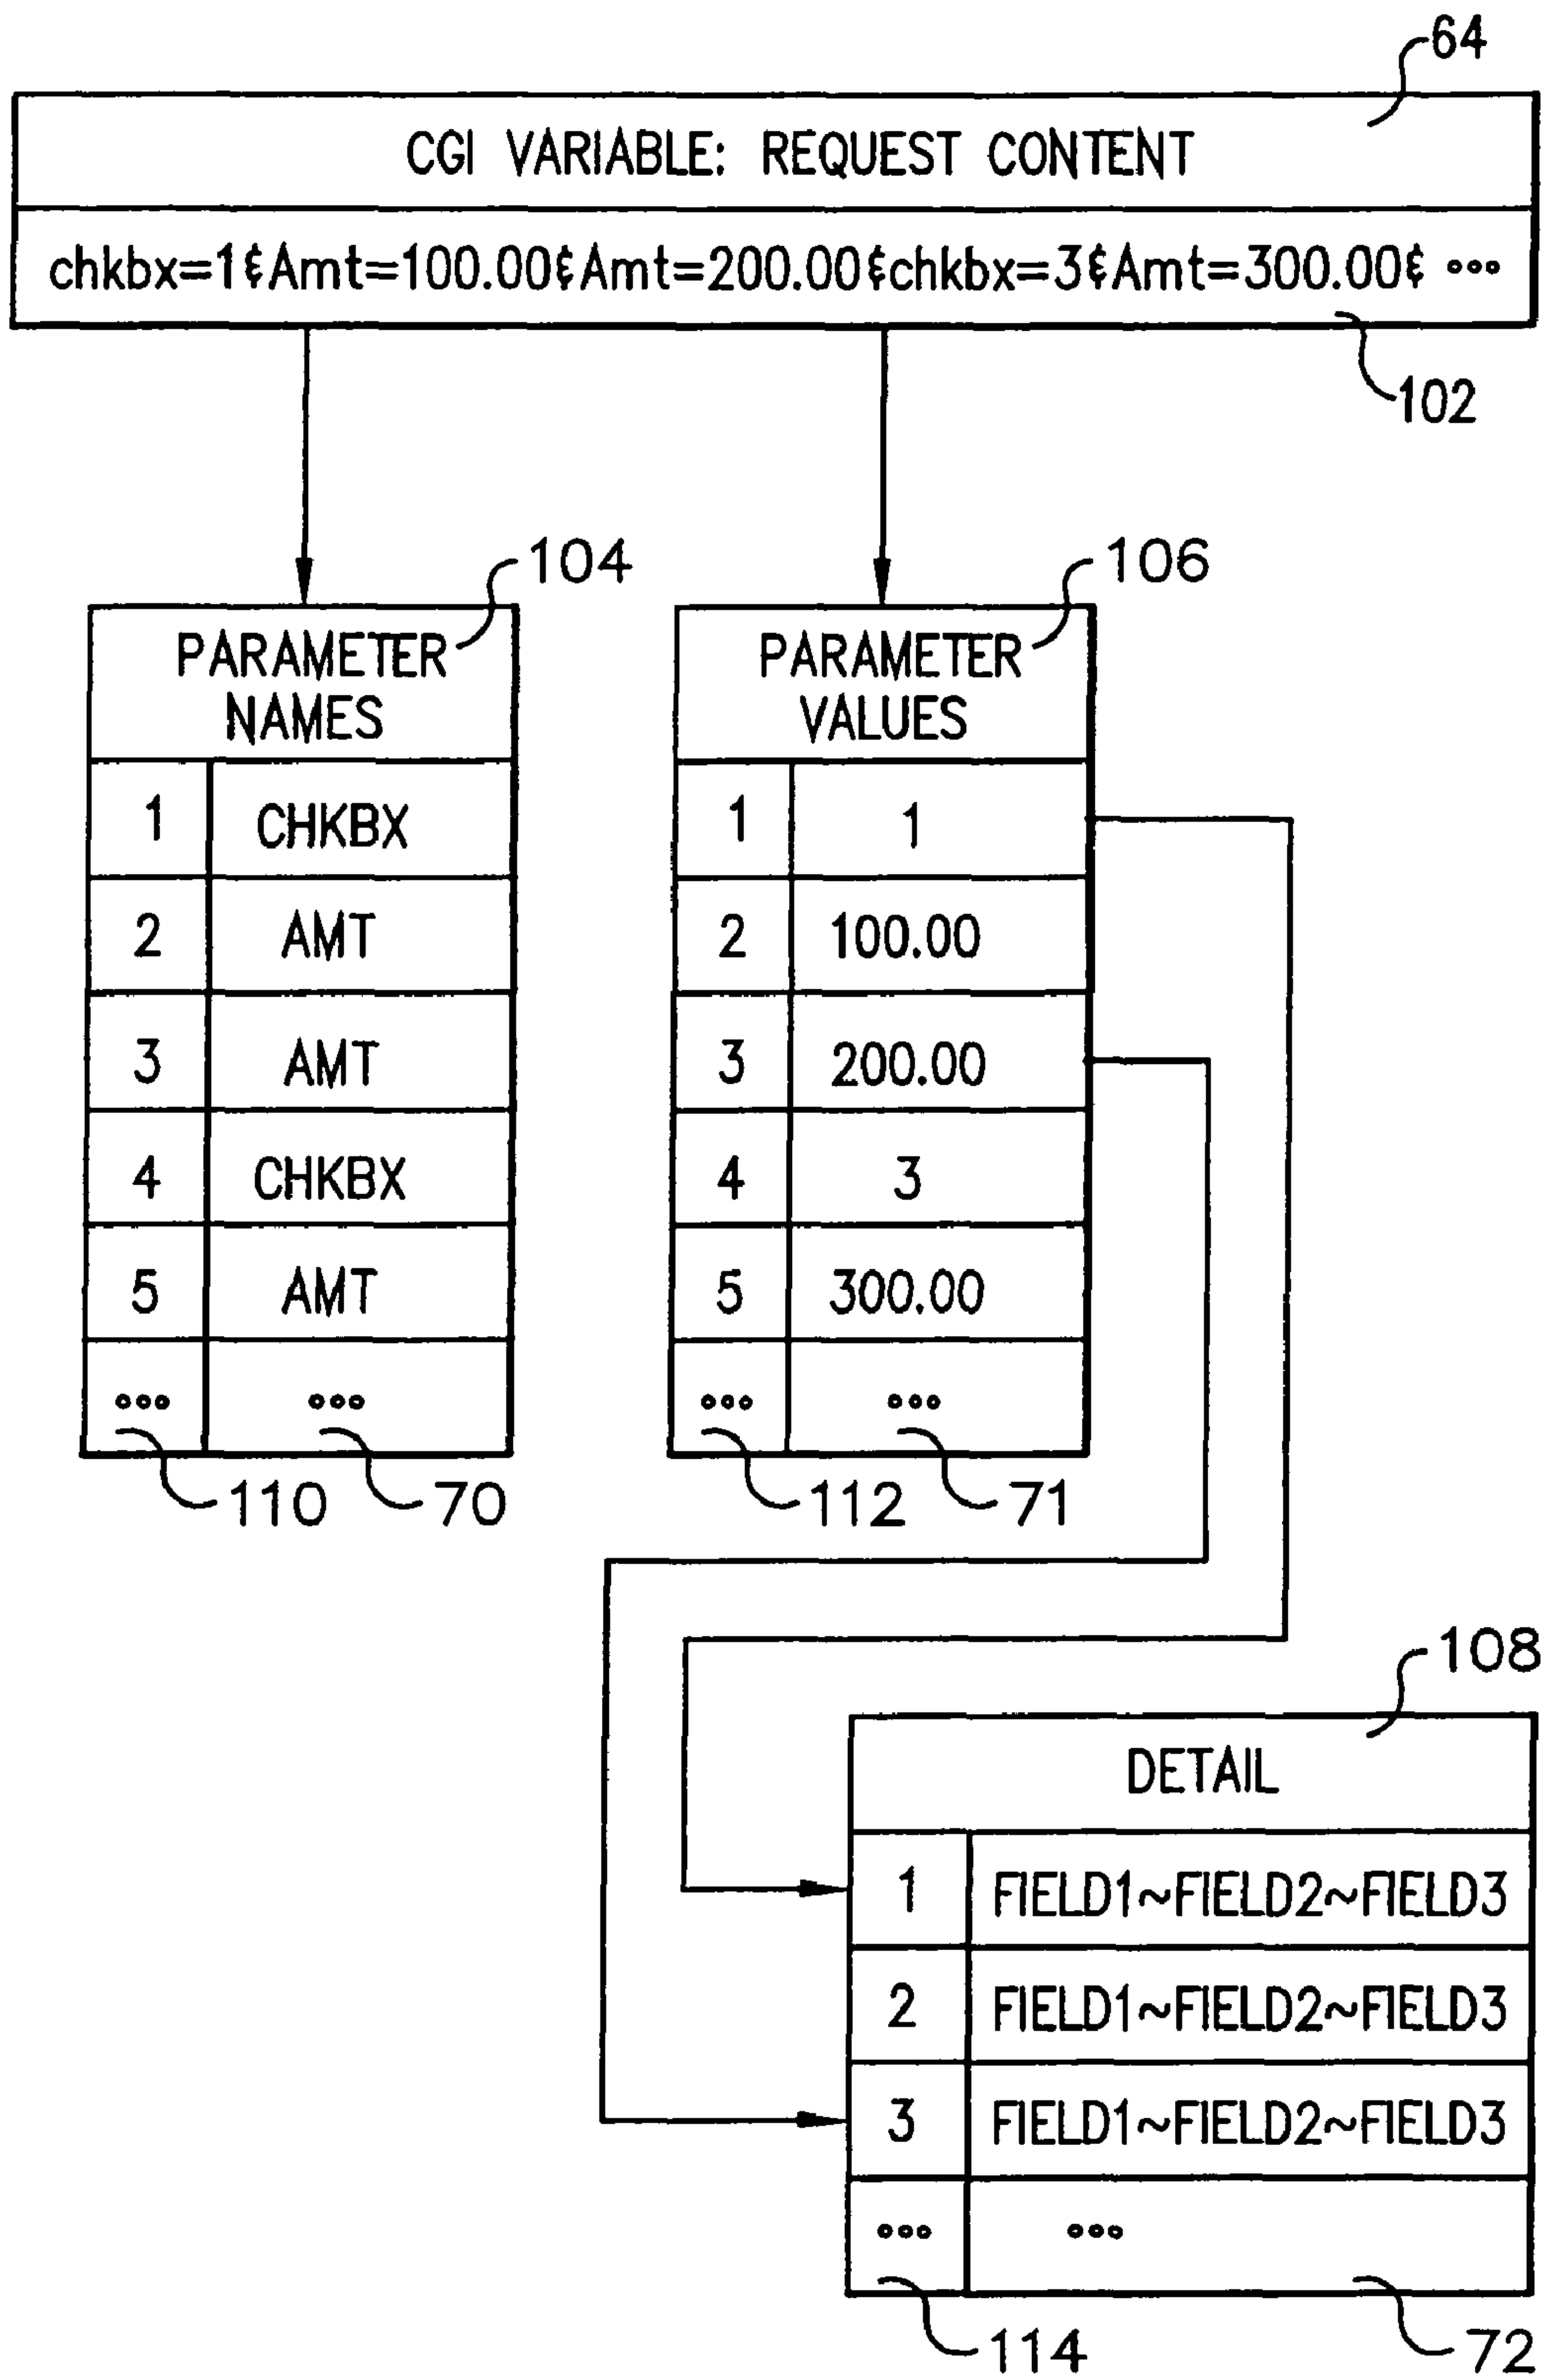 64
CGI VARIABLE: REQUEST CONTENT
chkbx=1&Amt=100.00&Amt=200.00&chkbx=3&Amt=300.00& ...
102
104
106
PARAMETER
NAMES
PARAMETER
VALUES
1 CHKBX
2 AMT
3 AMT
4 CHKBX
5 AMT
... ...
1 1
2 100.00
3 200.00
4 3
5 300.00
... ...
110 70
112 71
108
DETAIL
1 FIELD1~FIELD2~FIELD3
2 FIELD1~FIELD2~FIELD3
3 FIELD1~FIELD2~FIELD3
... ...
114 72